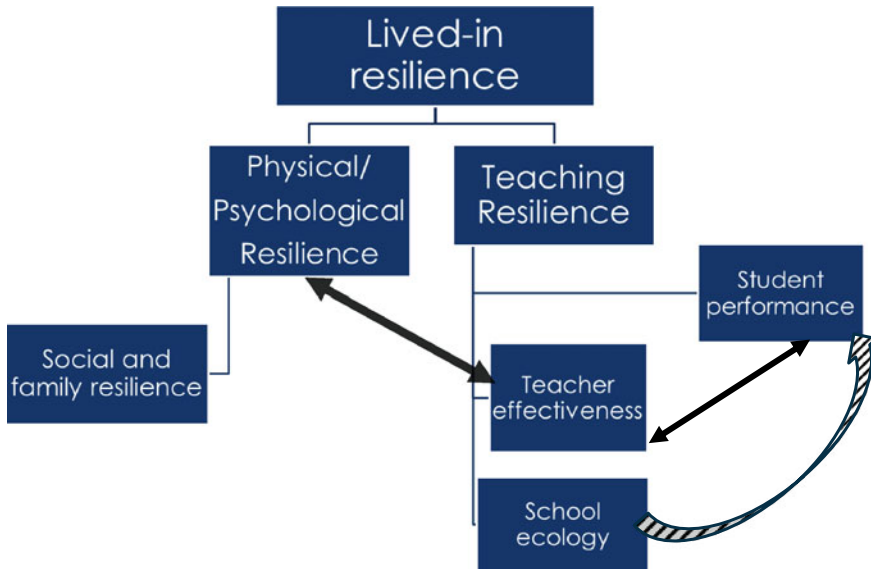 Lived-in
resilience
Physical/
Psychological
Resilience
Teaching
Resilience
Student
performance
Social and
family resilience
Teacher
effectiveness
School
ecology